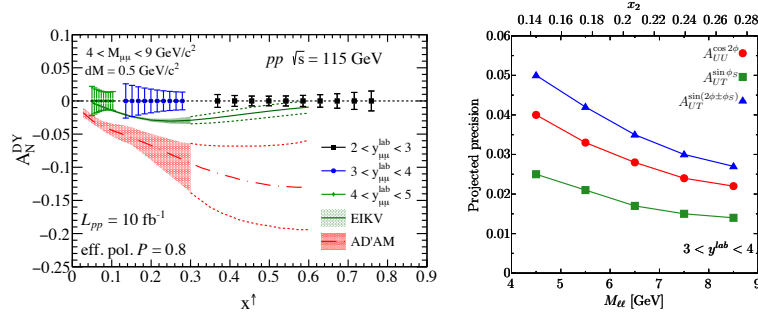 4 < M_μμ < 9 GeV/c²
dM = 0.5 GeV/c²
pp √s = 115 GeV
0.05
0
−0.05
−0.1
−0.15
−0.2
−0.25
A_N^DY
2 < y_μμ^lab < 3
3 < y_μμ^lab < 4
4 < y_μμ^lab < 5
EIKV
AD'AM
L_pp = 10 fb⁻¹
eff. pol. P = 0.8
0 0.1 0.2 0.3 0.4 0.5 0.6 0.7 0.8 0.9
x↑
x₂
0.14 0.16 0.18 0.2 0.22 0.24 0.26 0.28
0.06
0.05
0.04
0.03
0.02
0.01
0.00
Projected precision
A_UU^cos 2φ
A_UT^sin φ_S
A_UT^sin(2φ±φ_S)
3 < y^lab < 4
4 5 6 7 8 9
M_ℓℓ [GeV]